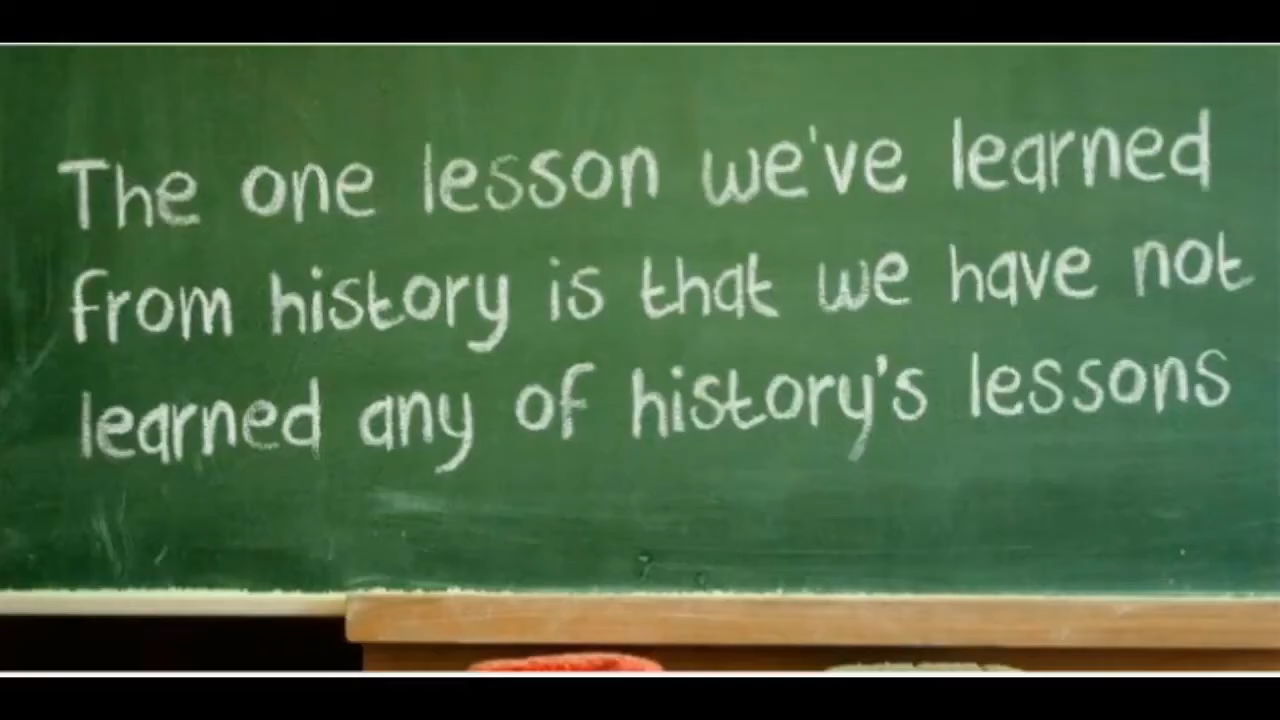 The one lesson we've learned
from history is that we have not
learned any of history's lessons